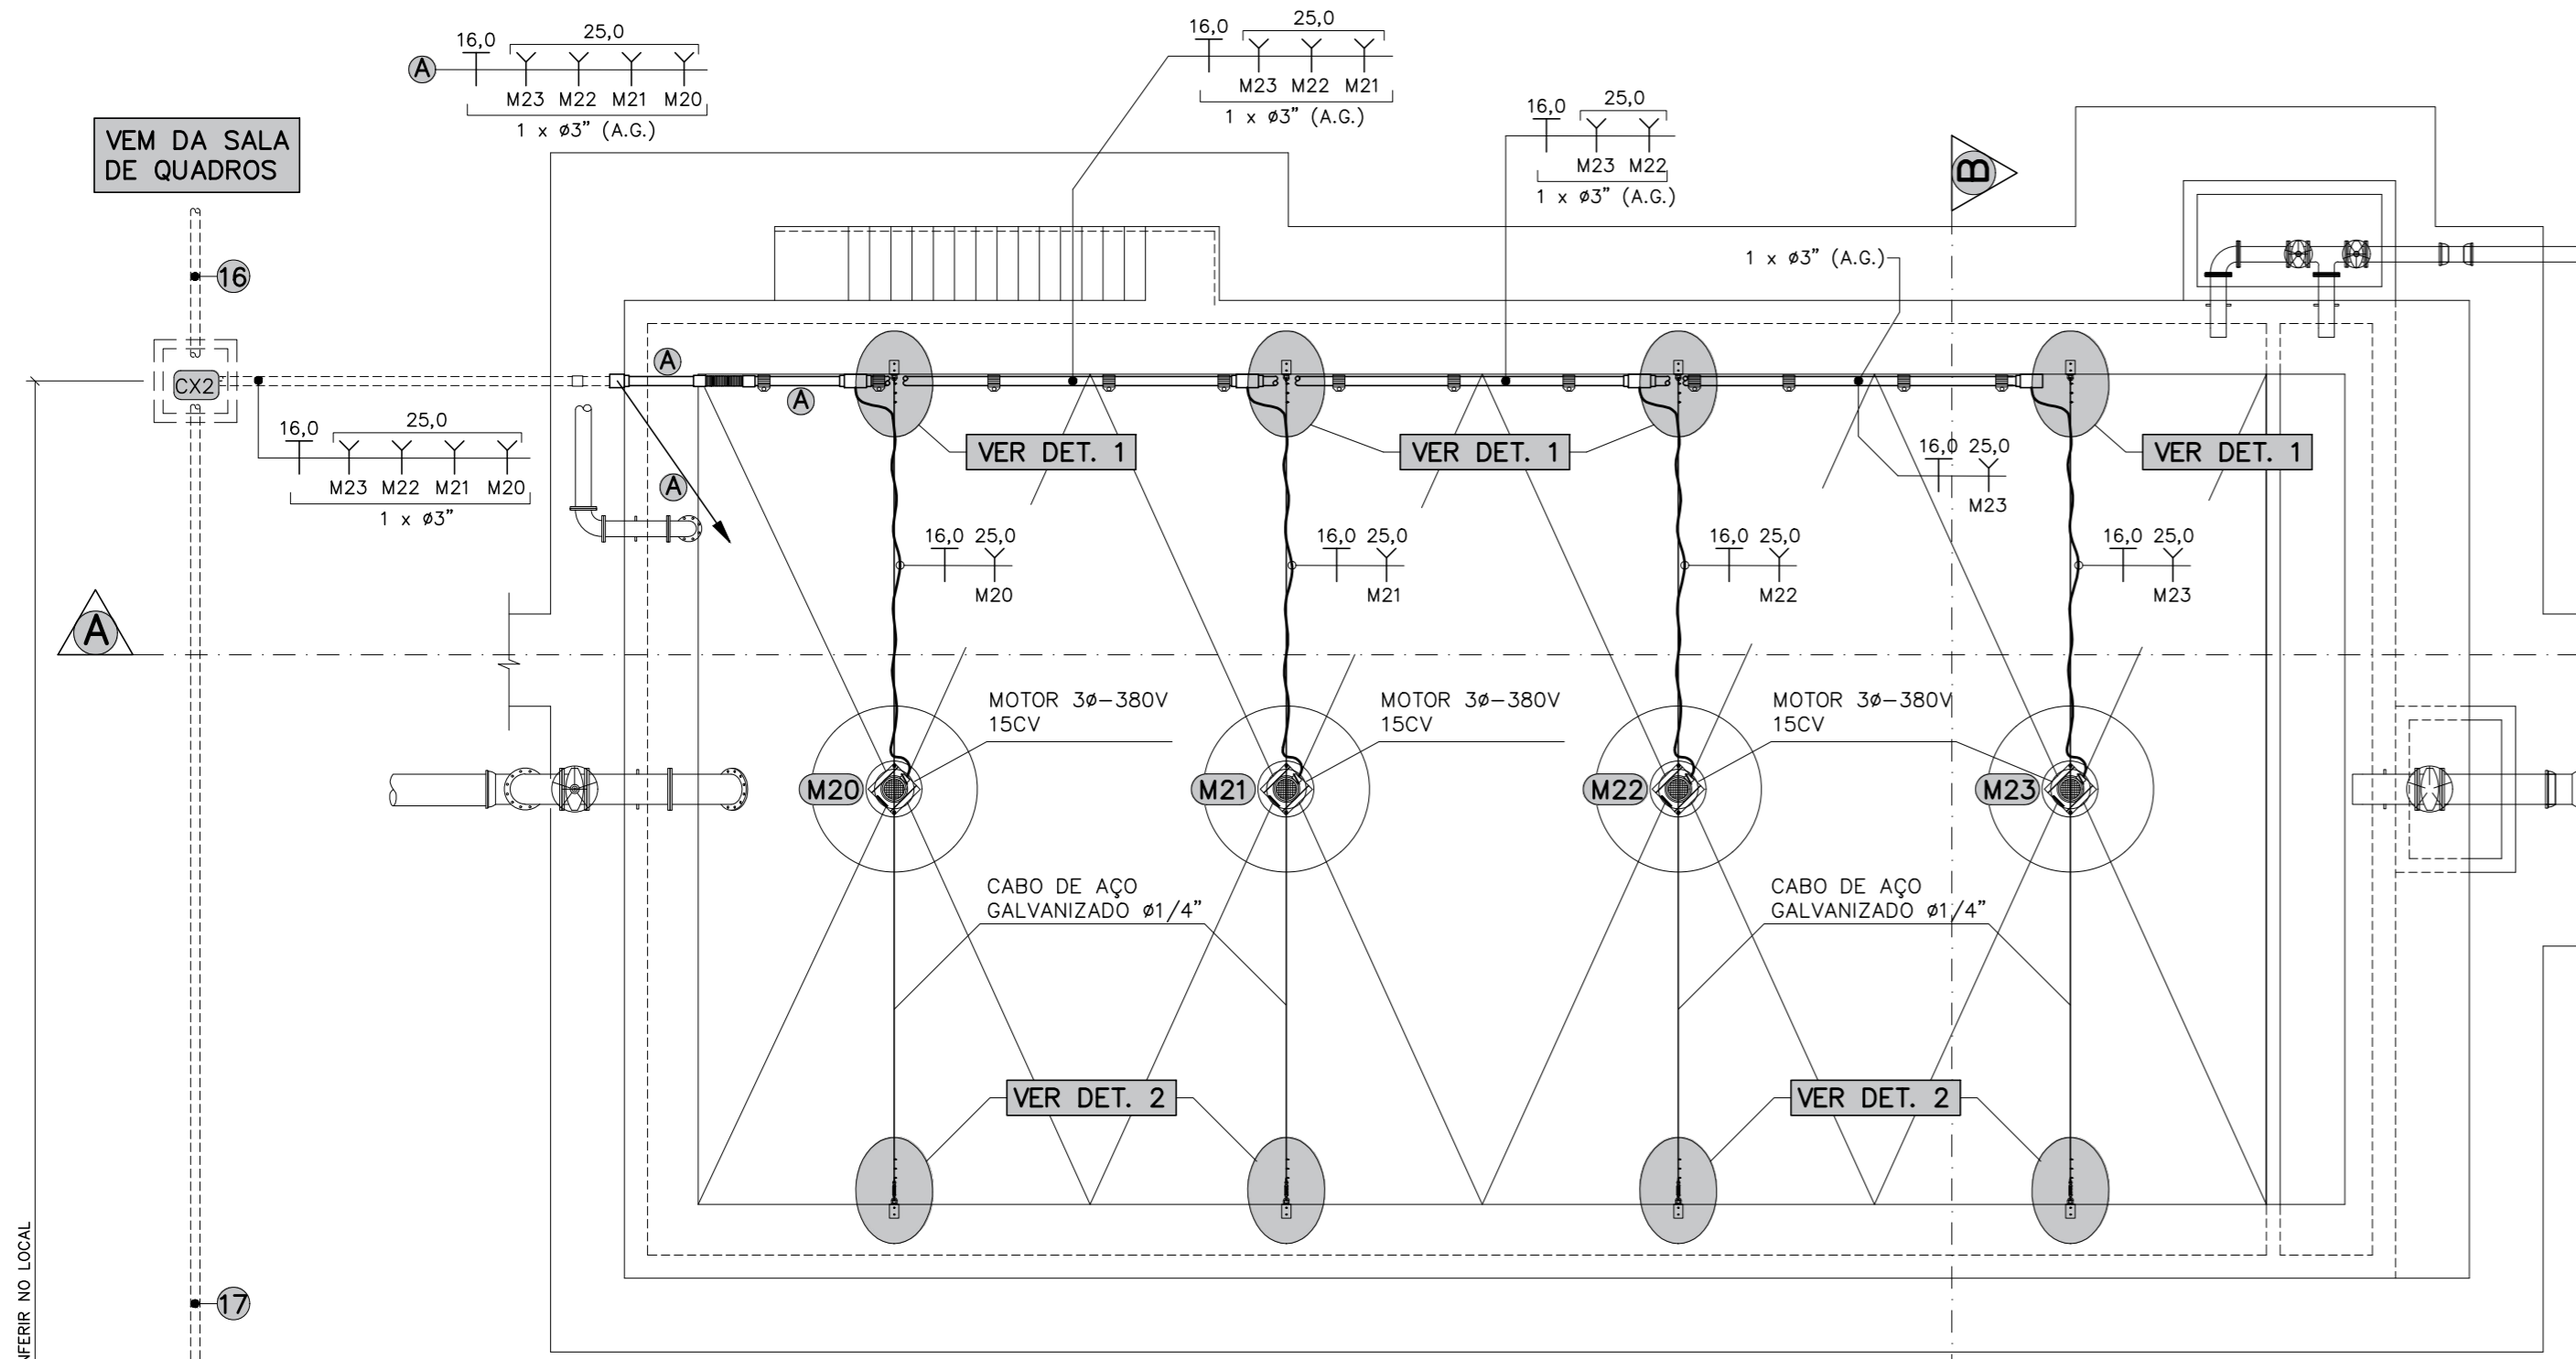 16,0 25,0
A
M23 M22 M21 M20
1 x ø3” (A.G.)
16,0 25,0
M23 M22 M21
1 x ø3” (A.G.)
16,0 25,0
M23 M22
1 x ø3” (A.G.)
VEM DA SALA
DE QUADROS
B
16
1 x ø3” (A.G.)
CX2
A
A
A
16,0 25,0
M23 M22 M21 M20
1 x ø3”
VER DET. 1
VER DET. 1
VER DET. 1
16,0 25,0
M23
16,0 25,0
M20
16,0 25,0
M21
16,0 25,0
M22
16,0 25,0
M23
A
MOTOR 3ø–380V
15CV
MOTOR 3ø–380V
15CV
MOTOR 3ø–380V
15CV
M20
M21
M22
M23
CABO DE AÇO
GALVANIZADO ø1/4”
CABO DE AÇO
GALVANIZADO ø1/4”
VER DET. 2
VER DET. 2
NO LOCAL
17